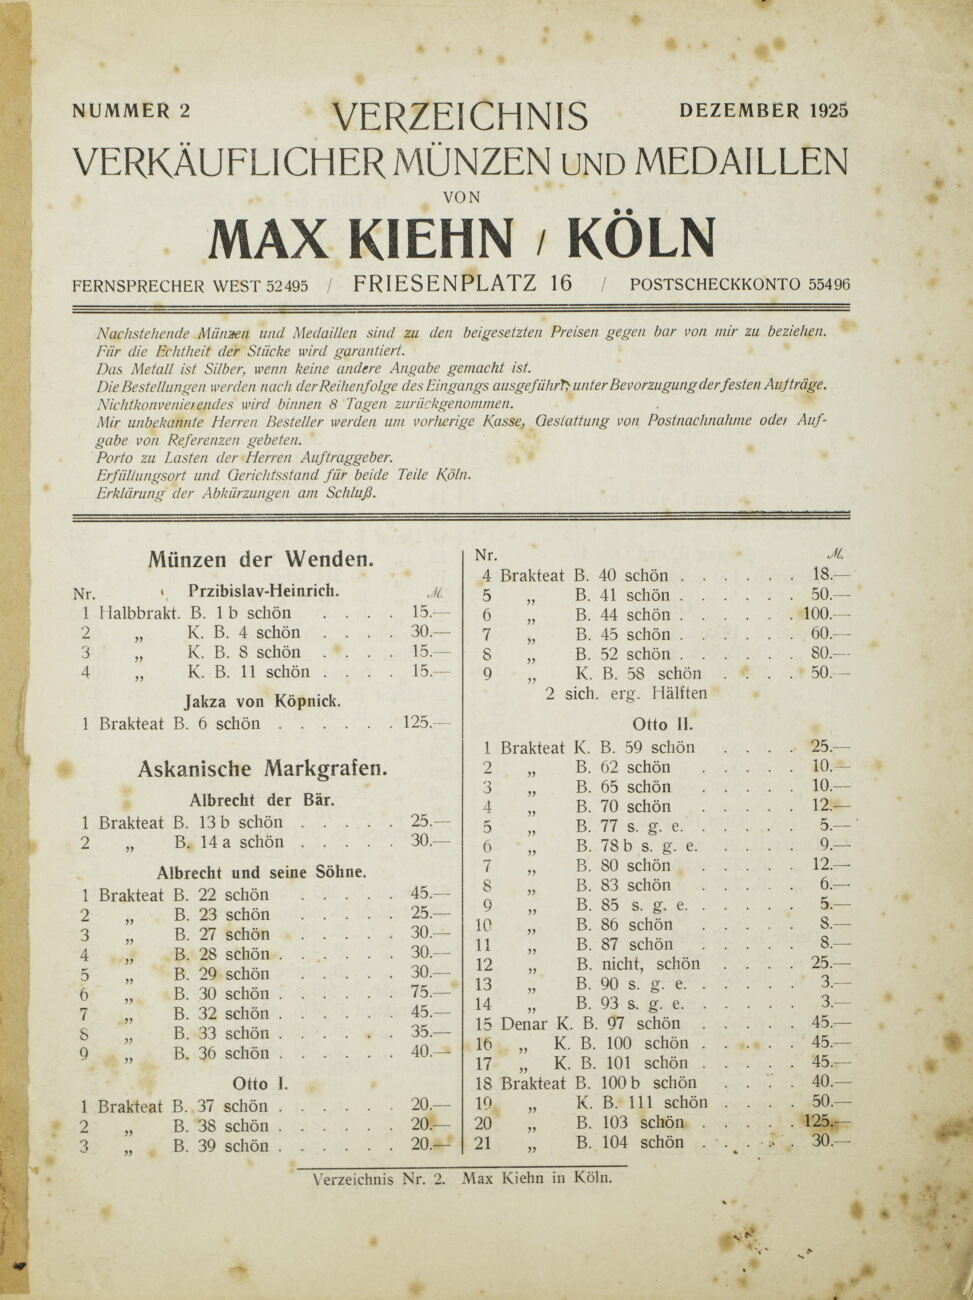 NUMMER 2
VERZEICHNIS
DEZEMBER 1925
VERKÄUFLICHER MÜNZEN UND MEDAILLEN
VON
MAX KIEHN / KÖLN
FERNSPRECHER WEST 52495 / FRIESENPLATZ 16 / POSTSCHECKKONTO 55496
Nachstehende Münzen und Medaillen sind zu den beigesetzten Preisen gegen bar von mir zu beziehen.
Für die Echtheit der Stücke wird garantiert.
Das Metall ist Silber, wenn keine andere Angabe gemacht ist.
Die Bestellungen werden nach der Reihenfolge des Eingangs ausgeführt, unter Bevorzugung der festen Aufträge.
Nichtkonvenierendes wird binnen 8 Tagen zurückgenommen.
Mir unbekannte Herren Besteller werden um vorherige Kasse, Gestattung von Postnachnahme oder Auf-
gabe von Referenzen gebeten.
Porto zu Lasten der Herren Auftraggeber.
Erfüllungsort und Gerichtsstand für beide Teile Köln.
Erklärung der Abkürzungen am Schluß.
Münzen der Wenden.
Nr. Przibislav-Heinrich. M.
1 Halbbrakt. B. 1 b schön . . . . 15.—
2 „ K. B. 4 schön . . . . 30.—
3 „ K. B. 8 schön . . . . 15.—
4 „ K. B. 11 schön . . . . 15.—
Jakza von Köpnick.
1 Brakteat B. 6 schön . . . . . . 125.—
Askanische Markgrafen.
Albrecht der Bär.
1 Brakteat B. 13 b schön . . . . . 25.—
2 „ B. 14 a schön . . . . . 30.—
Albrecht und seine Söhne.
1 Brakteat B. 22 schön . . . . . 45.—
2 „ B. 23 schön . . . . . 25.—
3 „ B. 27 schön . . . . . 30.—
4 „ B. 28 schön . . . . . . 30.—
5 „ B. 29 schön . . . . . 30.—
6 „ B. 30 schön . . . . . . 75.—
7 „ B. 32 schön . . . . . . 45.—
8 „ B. 33 schön . . . . . . 35.—
9 „ B. 36 schön . . . . . . 40.—
Otto I.
1 Brakteat B. 37 schön . . . . . . 20.—
2 „ B. 38 schön . . . . . . 20.—
3 „ B. 39 schön . . . . . . 20.—
Nr. M.
4 Brakteat B. 40 schön . . . . . . 18.—
5 „ B. 41 schön . . . . . . 50.—
6 „ B. 44 schön . . . . . . 100.—
7 „ B. 45 schön . . . . . . 60.—
8 „ B. 52 schön . . . . . . 80.—
9 „ K. B. 58 schön . . . . 50.—
2 sich. erg. Hälften
Otto II.
1 Brakteat K. B. 59 schön . . . . 25.—
2 „ B. 62 schön . . . . . 10.—
3 „ B. 65 schön . . . . . 10.—
4 „ B. 70 schön . . . . . 12.—
5 „ B. 77 s. g. e. . . . . . 5.—
6 „ B. 78 b s. g. e. . . . . 9.—
7 „ B. 80 schön . . . . . 12.—
8 „ B. 83 schön . . . . . 6.—
9 „ B. 85 s. g. e. . . . . . 5.—
10 „ B. 86 schön . . . . . 8.—
11 „ B. 87 schön . . . . . 8.—
12 „ B. nicht, schön . . . . 25.—
13 „ B. 90 s. g. e. . . . . . 3.—
14 „ B. 93 s. g. e. . . . . . 3.—
15 Denar K. B. 97 schön . . . . . 45.—
16 „ K. B. 100 schön . . . . . 45.—
17 „ K. B. 101 schön . . . . . 45.—
18 Brakteat B. 100 b schön . . . . 40.—
19 „ K. B. 111 schön . . . . 50.—
20 „ B. 103 schön . . . . . 125.—
21 „ B. 104 schön . . . . . 30.—
Verzeichnis Nr. 2. Max Kiehn in Köln.